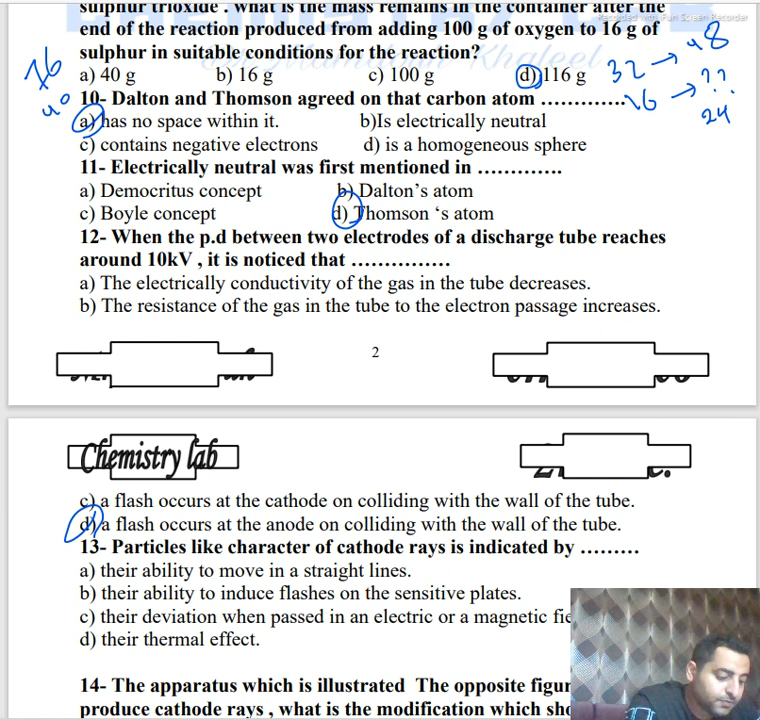 sulphur trioxide . What is the mass remains in the container after the
Recorded with iFun Screen Recorder
end of the reaction produced from adding 100 g of oxygen to 16 g of
sulphur in suitable conditions for the reaction?
a) 40 g b) 16 g c) 100 g d) 116 g
32 → 48
16 → ??
24
16
40
10- Dalton and Thomson agreed on that carbon atom .............
a) has no space within it. b)Is electrically neutral
c) contains negative electrons d) is a homogeneous sphere
11- Electrically neutral was first mentioned in .............
a) Democritus concept b) Dalton's atom
c) Boyle concept d) Thomson 's atom
12- When the p.d between two electrodes of a discharge tube reaches
around 10kV , it is noticed that ...............
a) The electrically conductivity of the gas in the tube decreases.
b) The resistance of the gas in the tube to the electron passage increases.
2
Chemistry lab
c) a flash occurs at the cathode on colliding with the wall of the tube.
d) a flash occurs at the anode on colliding with the wall of the tube.
13- Particles like character of cathode rays is indicated by .........
a) their ability to move in a straight lines.
b) their ability to induce flashes on the sensitive plates.
c) their deviation when passed in an electric or a magnetic fie
d) their thermal effect.
14- The apparatus which is illustrated The opposite figur
produce cathode rays , what is the modification which sho